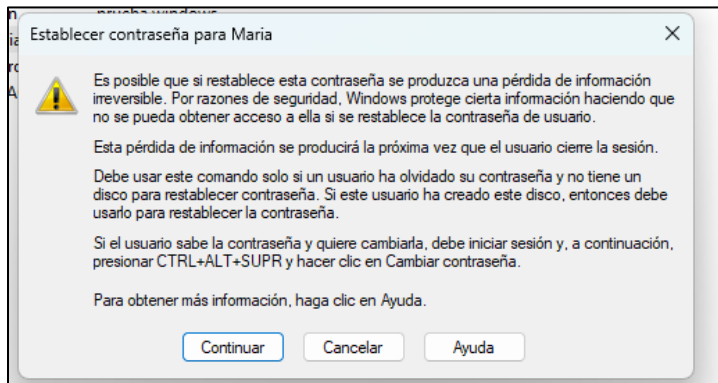 prueba windows
Establecer contraseña para Maria
Es posible que si restablece esta contraseña se produzca una pérdida de información
irreversible. Por razones de seguridad, Windows protege cierta información haciendo que
no se pueda obtener acceso a ella si se restablece la contraseña de usuario.
Esta pérdida de información se producirá la próxima vez que el usuario cierre la sesión.
Debe usar este comando solo si un usuario ha olvidado su contraseña y no tiene un
disco para restablecer contraseña. Si este usuario ha creado este disco, entonces debe
usarlo para restablecer la contraseña.
Si el usuario sabe la contraseña y quiere cambiarla, debe iniciar sesión y, a continuación,
presionar CTRL+ALT+SUPR y hacer clic en Cambiar contraseña.
Para obtener más información, haga clic en Ayuda.
Continuar Cancelar Ayuda